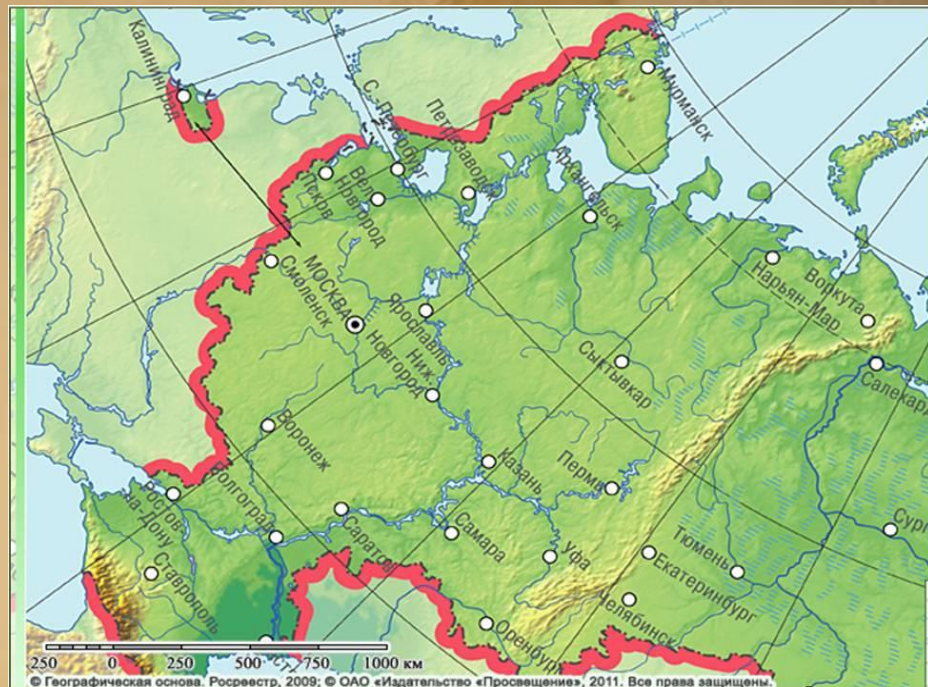 Калининград
Мурманск
С.-Петербург
Петрозаводск
Архангельск
Псков
Велик.
Новгород
Нарьян-Мар
Воркута
Салехард
Смоленск
МОСКВА
Ярославль
Ниж.
Новгород
Сыктывкар
Воронеж
Казань
Пермь
Ростов-
на-Дону
Волгоград
Саратов
Самара
Уфа
Тюмень
Екатеринбург
Ставрополь
Челябинск
Оренбург
250 0 250 500 750 1000 км
© Географическая основа. Росреестр, 2009; © ОАО «Издательство «Просвещение», 2011. Все права защищены.